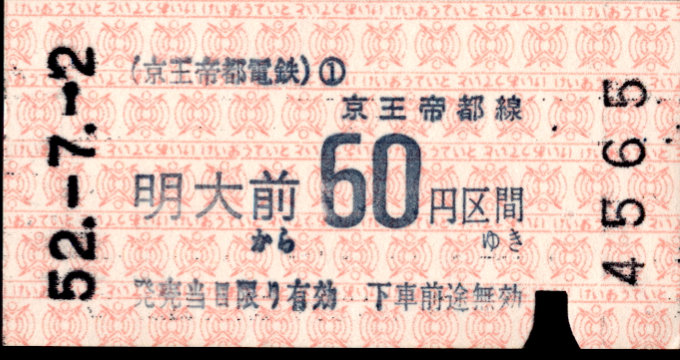 (京王帝都電鉄)①
京王帝都線
明大前 60円区間
から ゆき
発売当日限り有効 下車前途無効
52.-7.-2
4565